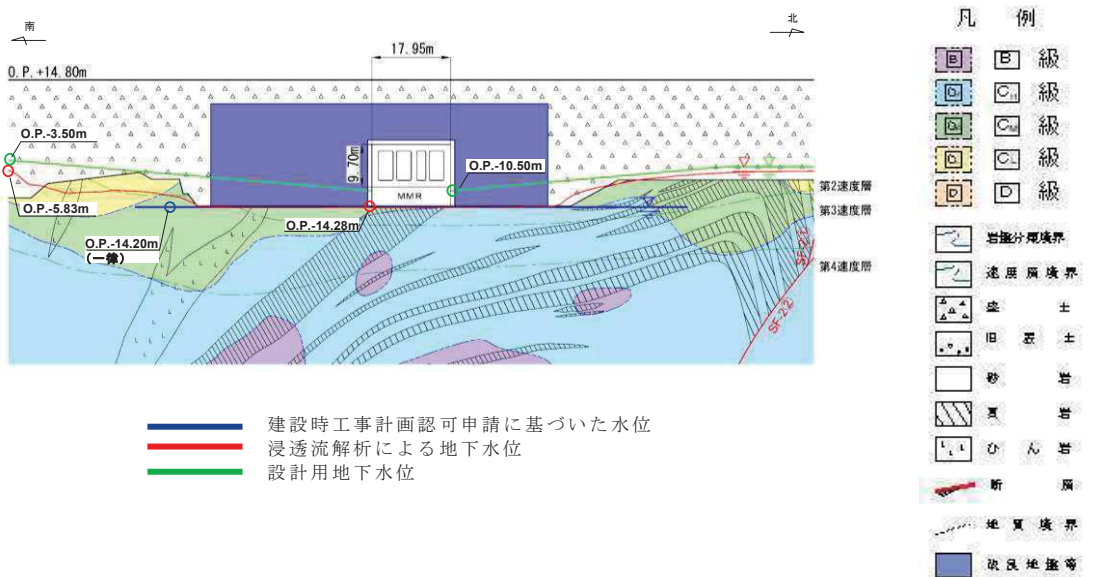 南
北
17.95m
O.P.+14.80m
O.P.-3.50m
9.70m
O.P.-10.50m
MMR
第2速度層
O.P.-5.83m
O.P.-14.28m
第3速度層
O.P.-14.20m
(一律)
SF-2
第4速度層
SF-22
建設時工事計画認可申請に基づいた水位
浸透流解析による地下水位
設計用地下水位
凡 例
B B 級
CH 級
CM 級
CL 級
D D 級
岩盤分類境界
速度層境界
盛土
旧表土
砂岩
頁岩
ひん岩
断層
地質境界
改良地盤等